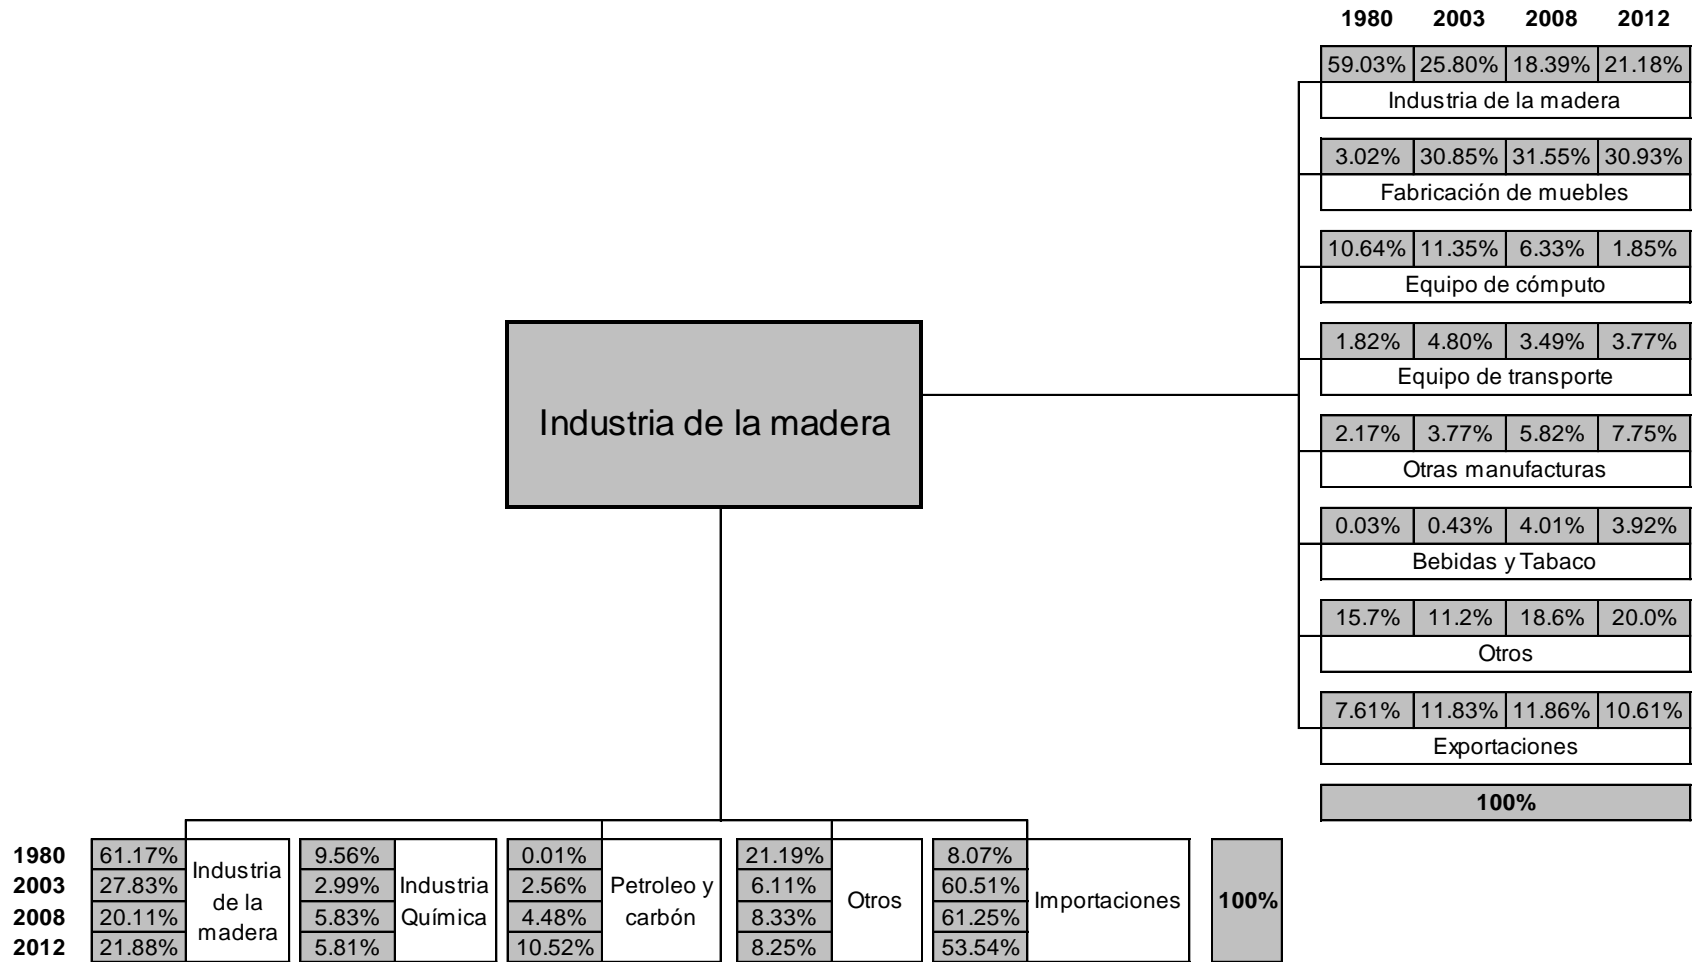 1980 2003 2008 2012
59.03% 25.80% 18.39% 21.18%
Industria de la madera
3.02% 30.85% 31.55% 30.93%
Fabricación de muebles
10.64% 11.35% 6.33% 1.85%
Equipo de cómputo
1.82% 4.80% 3.49% 3.77%
Equipo de transporte
Industria de la madera
2.17% 3.77% 5.82% 7.75%
Otras manufacturas
0.03% 0.43% 4.01% 3.92%
Bebidas y Tabaco
15.7% 11.2% 18.6% 20.0%
Otros
7.61% 11.83% 11.86% 10.61%
Exportaciones
100%
1980 61.17% 9.56% 0.01% 21.19% 8.07%
2003 27.83% 2.99% 2.56% 6.11% 60.51%
2008 20.11% 5.83% 4.48% 8.33% 61.25%
2012 21.88% 5.81% 10.52% 8.25% 53.54%
Industria
de la
madera
Industria
Química
Petroleo y
carbón
Otros
Importaciones
100%